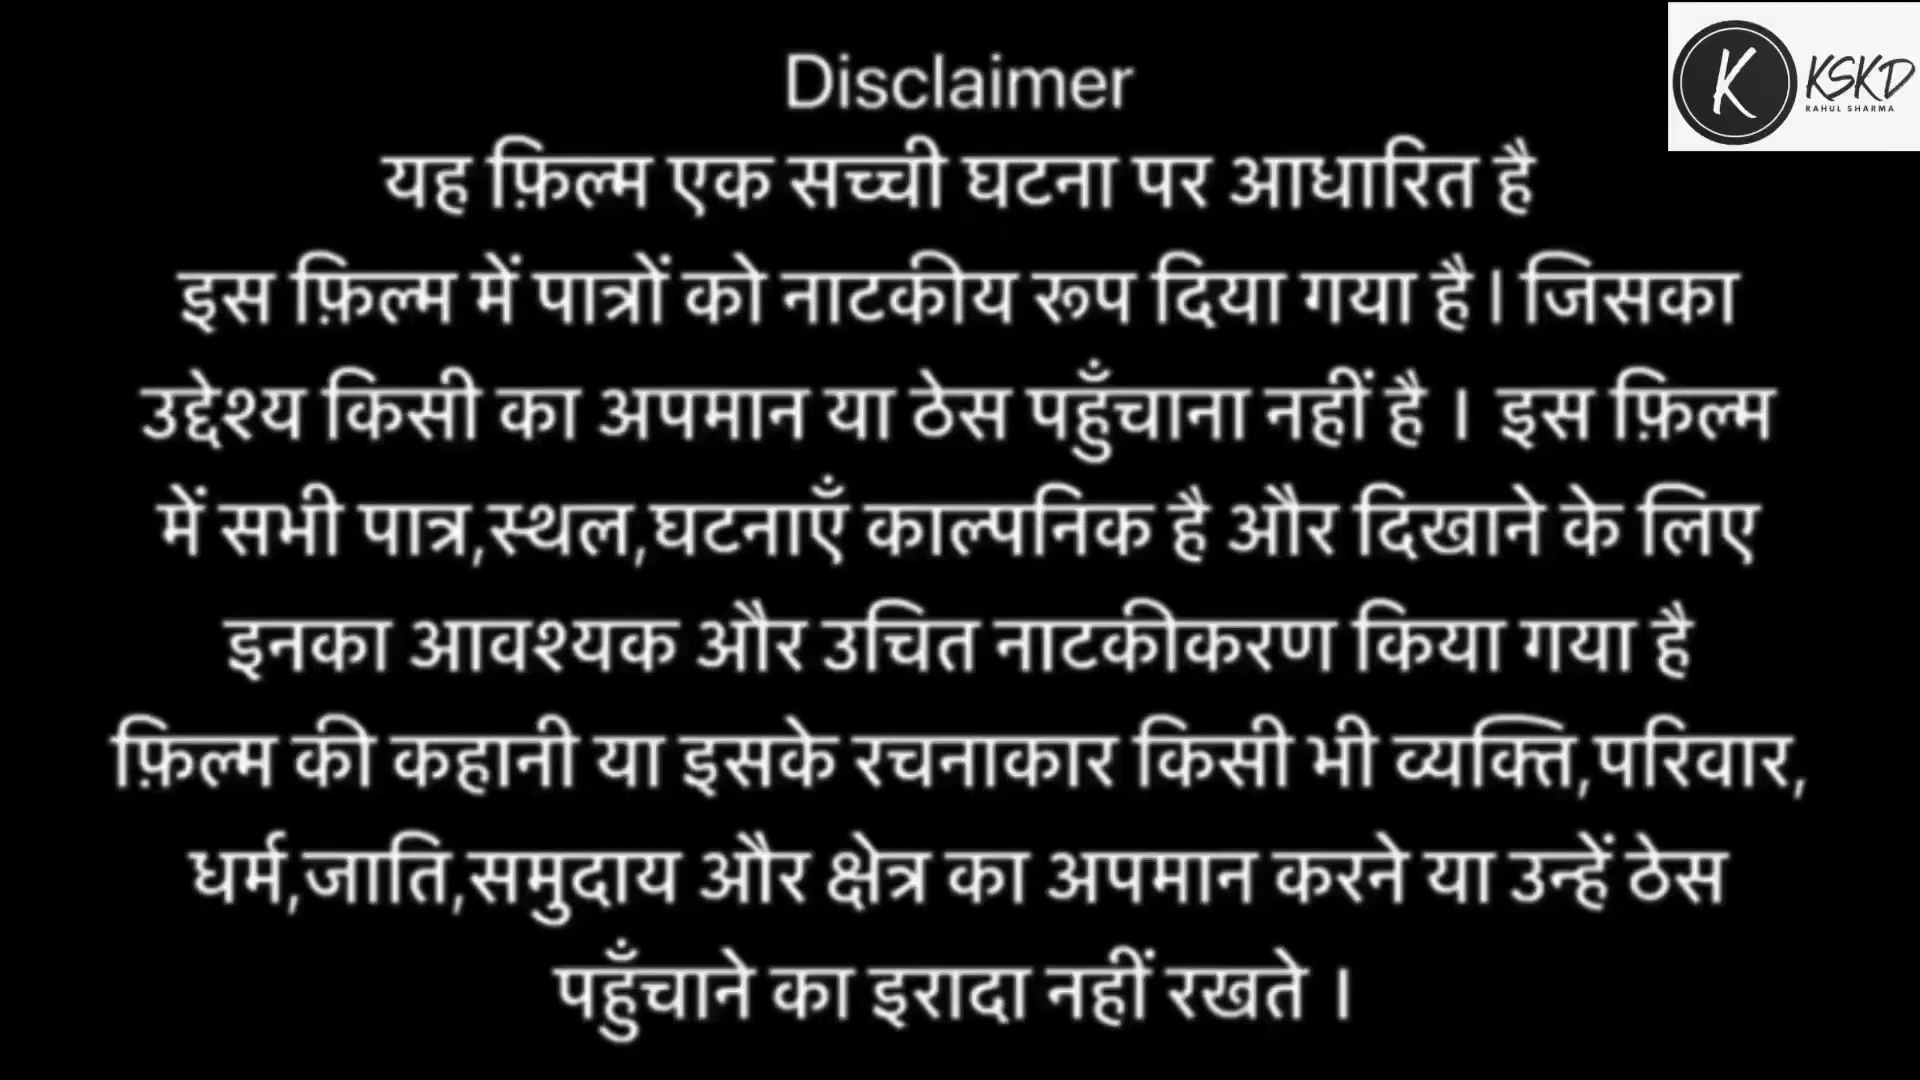 Disclaimer
K KSKD
RAHUL SHARMA
यह फ़िल्म एक सच्ची घटना पर आधारित है
इस फ़िल्म में पात्रों को नाटकीय रूप दिया गया है। जिसका
उद्देश्य किसी का अपमान या ठेस पहुँचाना नहीं है । इस फ़िल्म
में सभी पात्र,स्थल,घटनाएँ काल्पनिक है और दिखाने के लिए
इनका आवश्यक और उचित नाटकीकरण किया गया है
फ़िल्म की कहानी या इसके रचनाकार किसी भी व्यक्ति,परिवार,
धर्म,जाति,समुदाय और क्षेत्र का अपमान करने या उन्हें ठेस
पहुँचाने का इरादा नहीं रखते ।